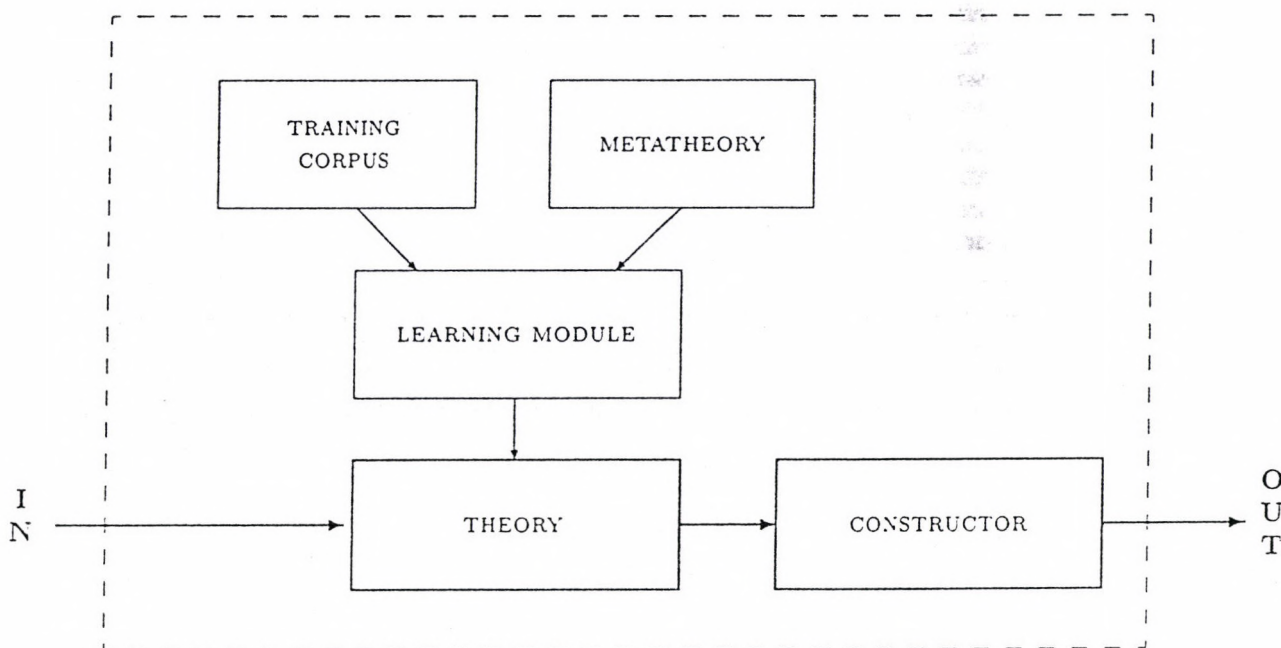 TRAINING
CORPUS
METATHEORY
LEARNING MODULE
I
N
THEORY
CONSTRUCTOR
O
U
T